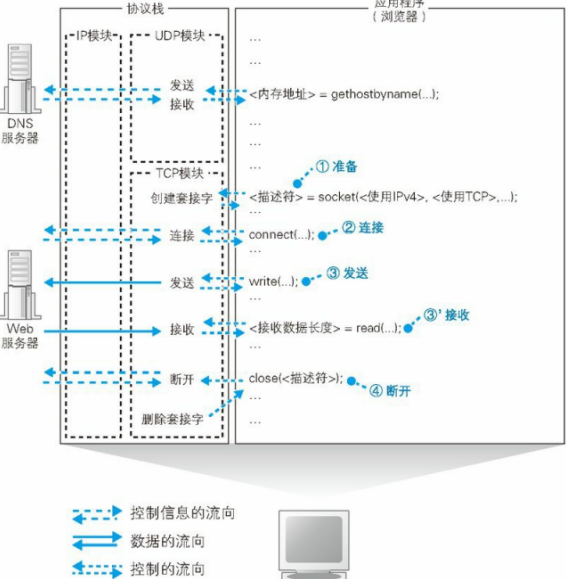 协议栈
应用程序
（浏览器）
IP模块
UDP模块
…
…
发送
接收
<内存地址> = gethostbyname(...);
DNS
服务器
…
…
…
TCP模块
① 准备
创建套接字
<描述符> = socket(<使用IPv4>, <使用TCP>,...);
…
② 连接
连接
connect(...);
…
③ 发送
发送
write(...);
…
③' 接收
Web
服务器
接收
<接收数据长度> = read(...);
…
断开
close(<描述符>);
④ 断开
…
删除套接字
…
控制信息的流向
数据的流向
控制的流向